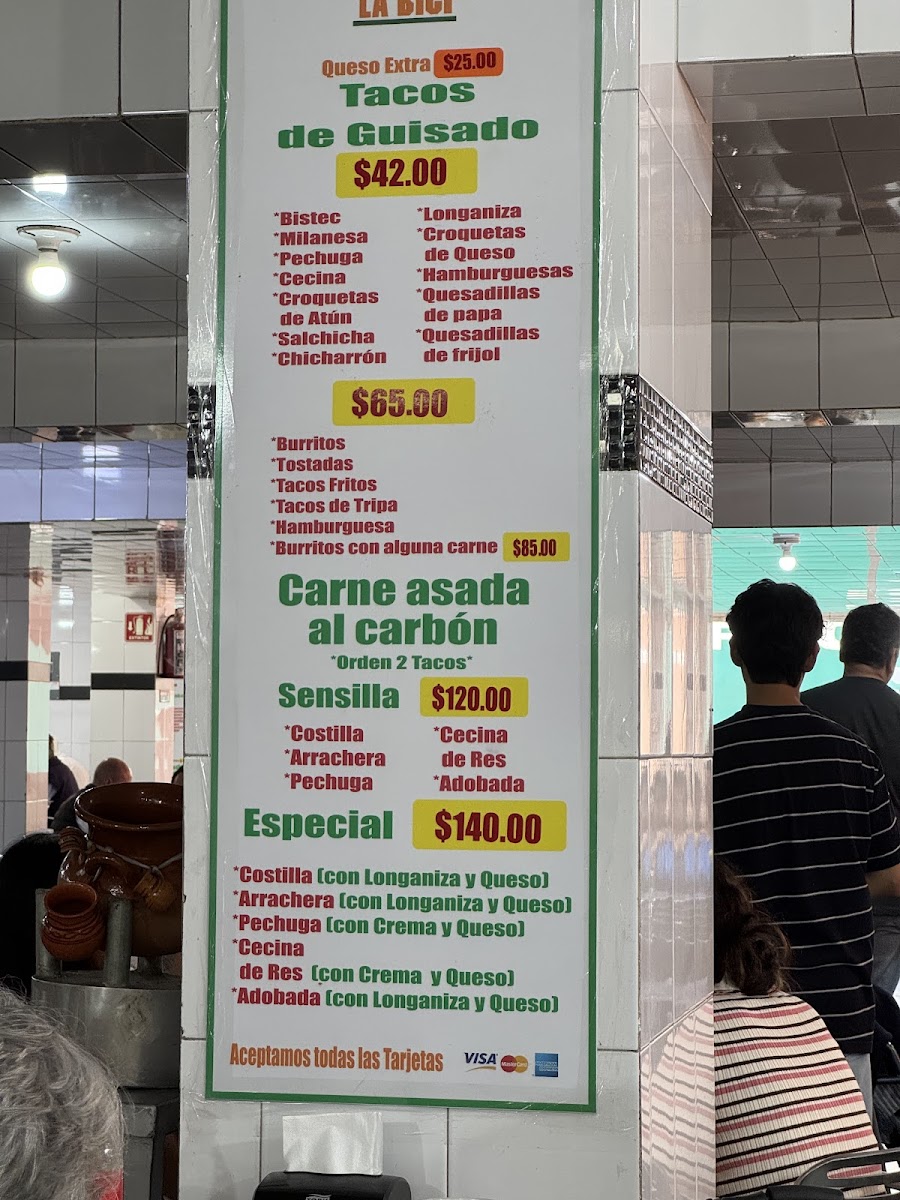 LA BICI
Queso Extra $25.00
Tacos
de Guisado
$42.00
*Bistec
*Milanesa
*Pechuga
*Cecina
*Croquetas
de Atún
*Salchicha
*Chicharrón
*Longaniza
*Croquetas
de Queso
*Hamburguesas
*Quesadillas
de papa
*Quesadillas
de frijol
$65.00
*Burritos
*Tostadas
*Tacos Fritos
*Tacos de Tripa
*Hamburguesa
*Burritos con alguna carne $85.00
Carne asada
al carbón
*Orden 2 Tacos*
Sensilla $120.00
*Costilla
*Arrachera
*Pechuga
*Cecina
de Res
*Adobada
Especial $140.00
*Costilla (con Longaniza y Queso)
*Arrachera (con Longaniza y Queso)
*Pechuga (con Crema y Queso)
*Cecina
de Res (con Crema y Queso)
*Adobada (con Longaniza y Queso)
Aceptamos todas las Tarjetas VISA MasterCard